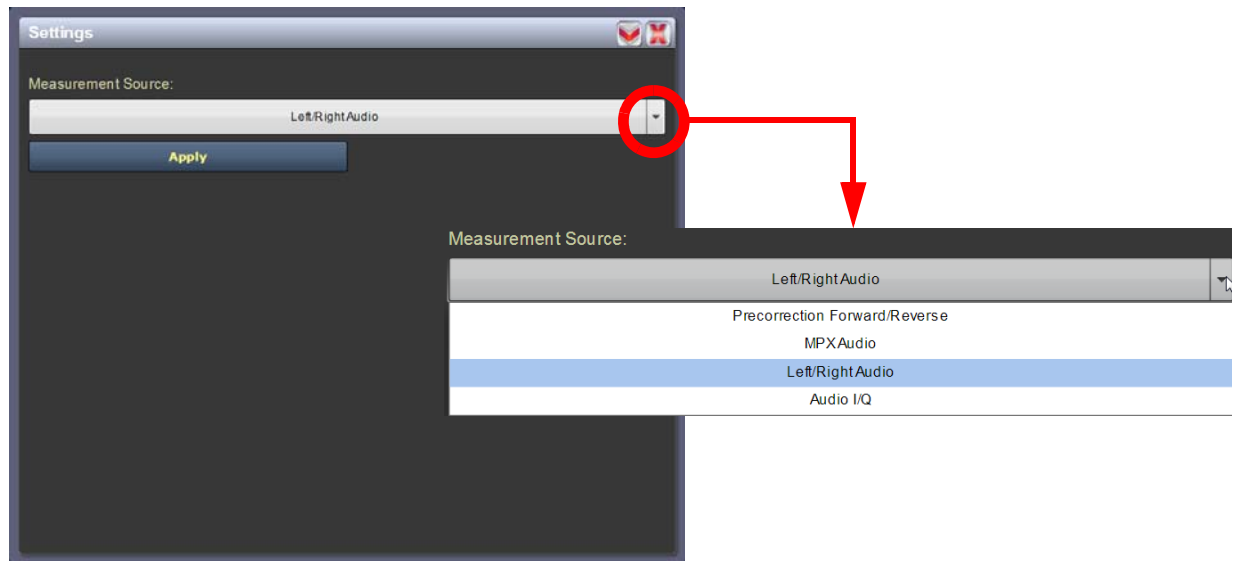 Settings
Measurement Source:
Left/Right Audio
Apply
Measurement Source:
Left/Right Audio
Precorrection Forward/Reverse
MPX Audio
Left/Right Audio
Audio I/Q